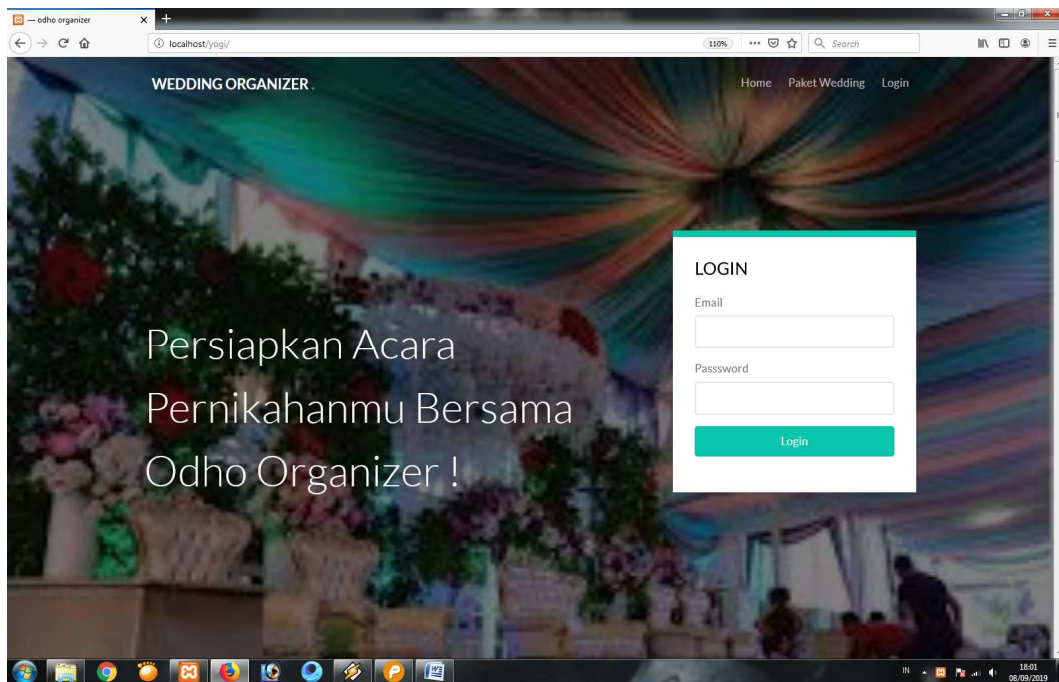 — odho organizer
localhost/yogi/
110%
Search
WEDDING ORGANIZER.
Home Paket Wedding Login
LOGIN
Email
Persiapkan Acara
Passsword
Pernikahanmu Bersama
Login
Odho Organizer !
IN
18:01
08/09/2019